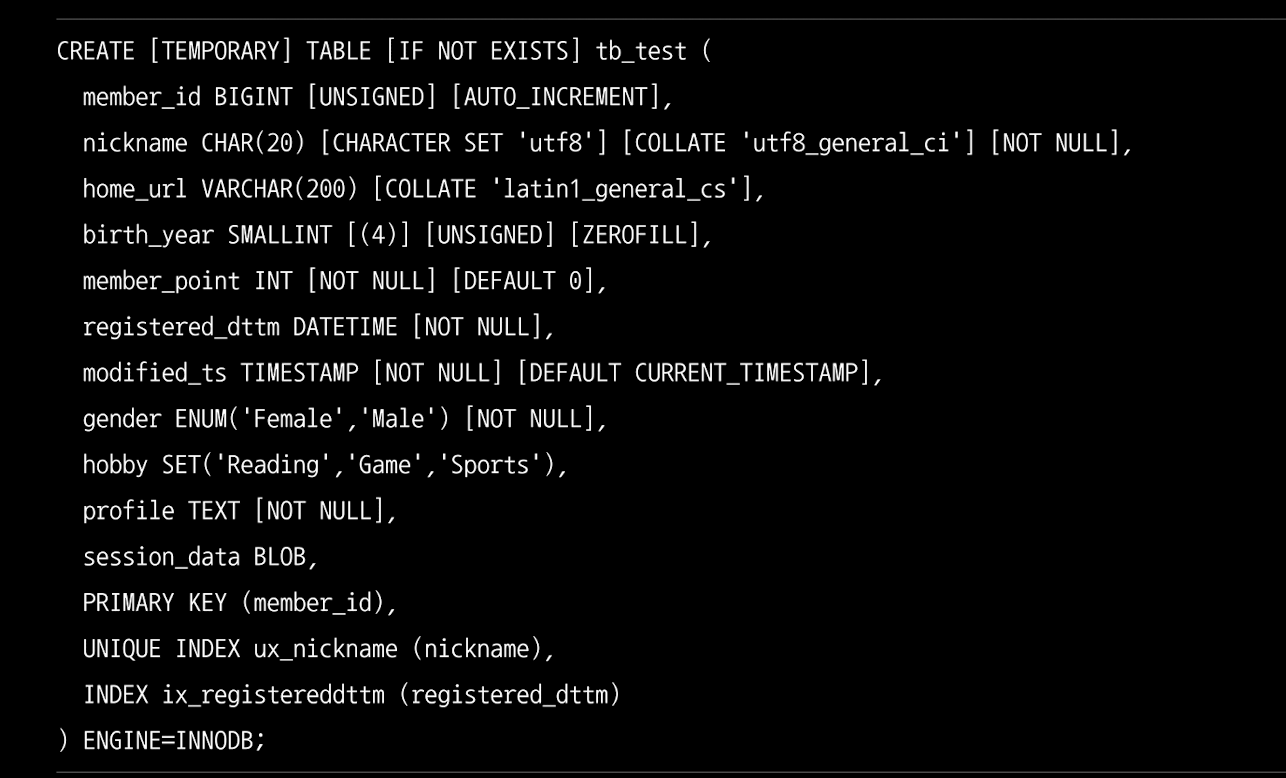 CREATE [TEMPORARY] TABLE [IF NOT EXISTS] tb_test (
  member_id BIGINT [UNSIGNED] [AUTO_INCREMENT],
  nickname CHAR(20) [CHARACTER SET 'utf8'] [COLLATE 'utf8_general_ci'] [NOT NULL],
  home_url VARCHAR(200) [COLLATE 'latin1_general_cs'],
  birth_year SMALLINT [(4)] [UNSIGNED] [ZEROFILL],
  member_point INT [NOT NULL] [DEFAULT 0],
  registered_dttm DATETIME [NOT NULL],
  modified_ts TIMESTAMP [NOT NULL] [DEFAULT CURRENT_TIMESTAMP],
  gender ENUM('Female','Male') [NOT NULL],
  hobby SET('Reading','Game','Sports'),
  profile TEXT [NOT NULL],
  session_data BLOB,
  PRIMARY KEY (member_id),
  UNIQUE INDEX ux_nickname (nickname),
  INDEX ix_registereddttm (registered_dttm)
) ENGINE=INNODB;